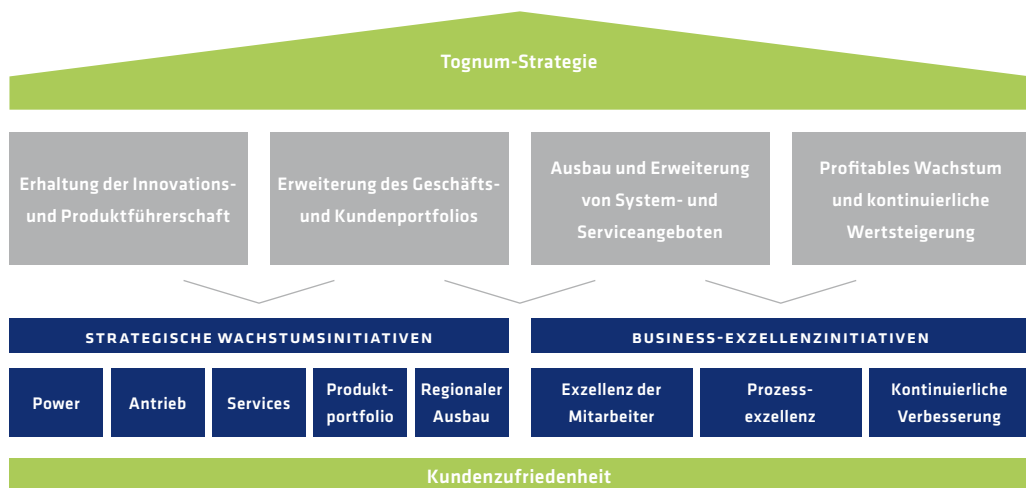 Tognum-Strategie
Erhaltung der Innovations-
und Produktführerschaft
Erweiterung des Geschäfts-
und Kundenportfolios
Ausbau und Erweiterung
von System- und
Serviceangeboten
Profitables Wachstum
und kontinuierliche
Wertsteigerung
STRATEGISCHE WACHSTUMSINITIATIVEN
BUSINESS-EXZELLENZINITIATIVEN
Power
Antrieb
Services
Produkt-
portfolio
Regionaler
Ausbau
Exzellenz der
Mitarbeiter
Prozess-
exzellenz
Kontinuierliche
Verbesserung
Kundenzufriedenheit